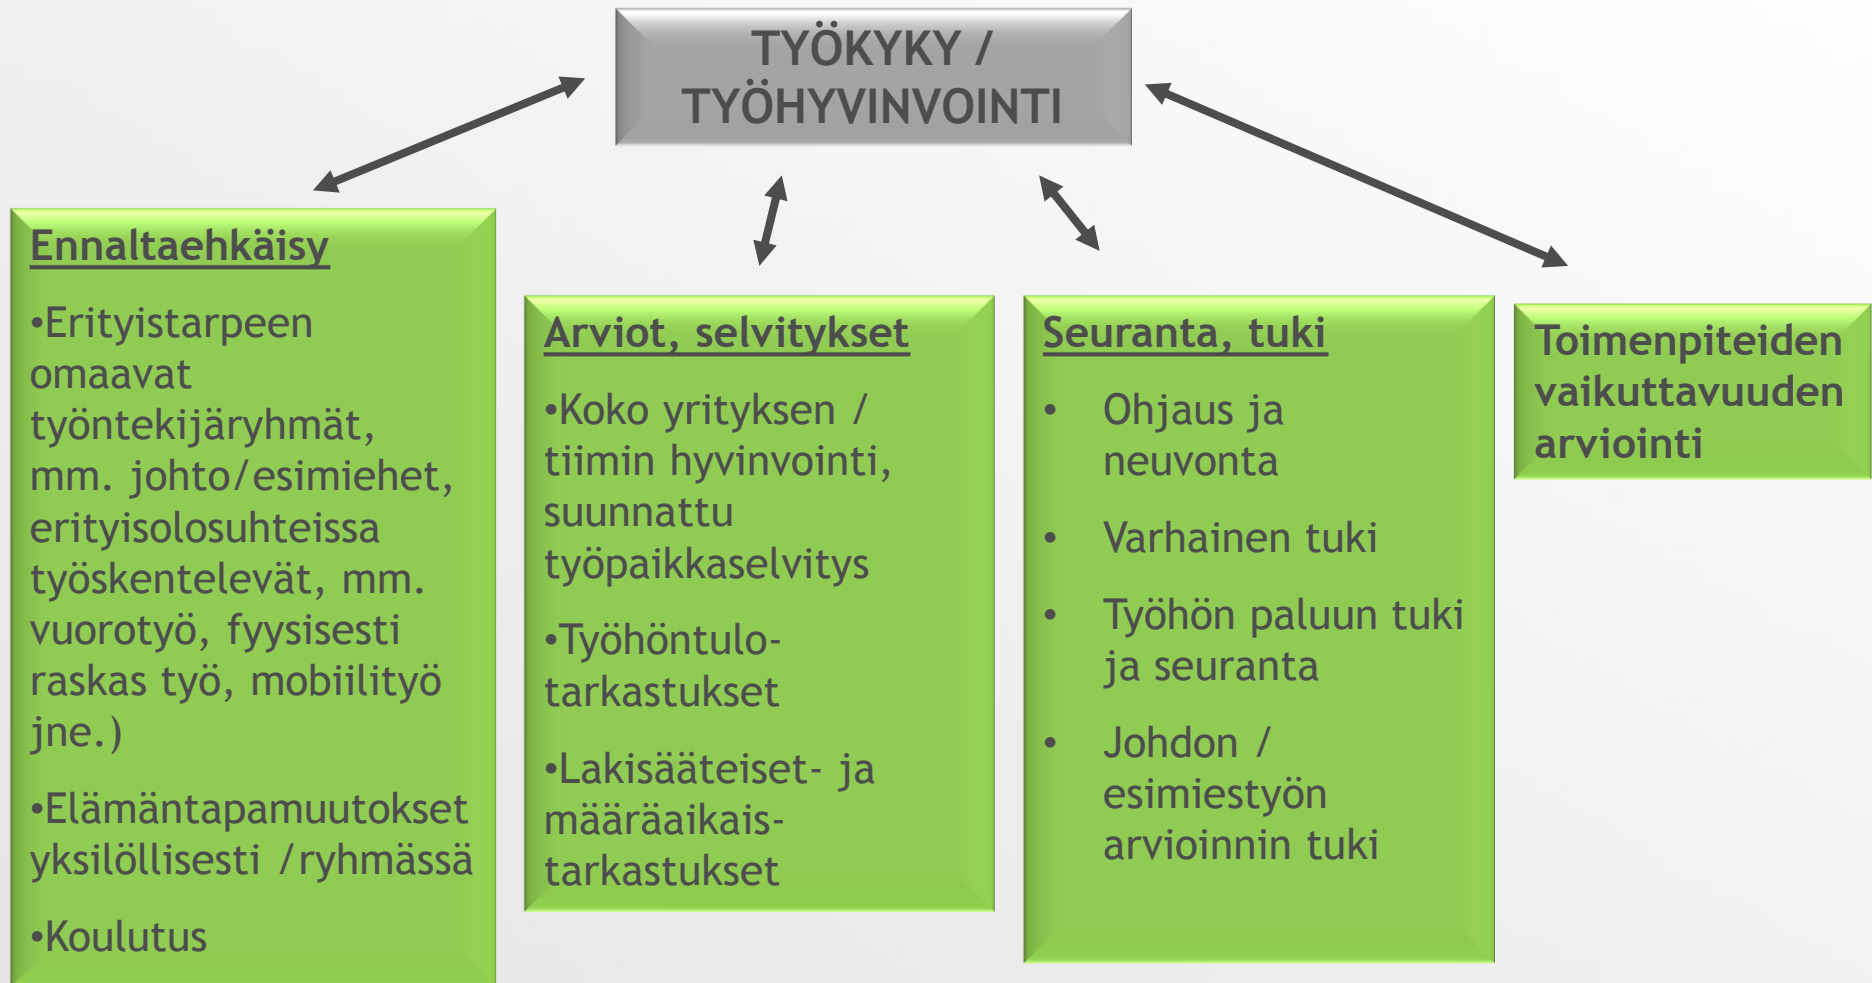 TYÖKYKY /
TYÖHYVINVOINTI
Ennaltaehkäisy
•Erityistarpeen
omaavat
työntekijäryhmät,
mm. johto/esimiehet,
erityisolosuhteissa
työskentelevät, mm.
vuorotyö, fyysisesti
raskas työ, mobiilityö
jne.)
•Elämäntapamuutokset
yksilöllisesti /ryhmässä
•Koulutus
Arviot, selvitykset
•Koko yrityksen /
tiimin hyvinvointi,
suunnattu
työpaikkaselvitys
•Työhöntulo-
tarkastukset
•Lakisääteiset- ja
määräaikais-
tarkastukset
Seuranta, tuki
• Ohjaus ja
neuvonta
• Varhainen tuki
• Työhön paluun tuki
ja seuranta
• Johdon /
esimiestyön
arvioinnin tuki
Toimenpiteiden
vaikuttavuuden
arviointi